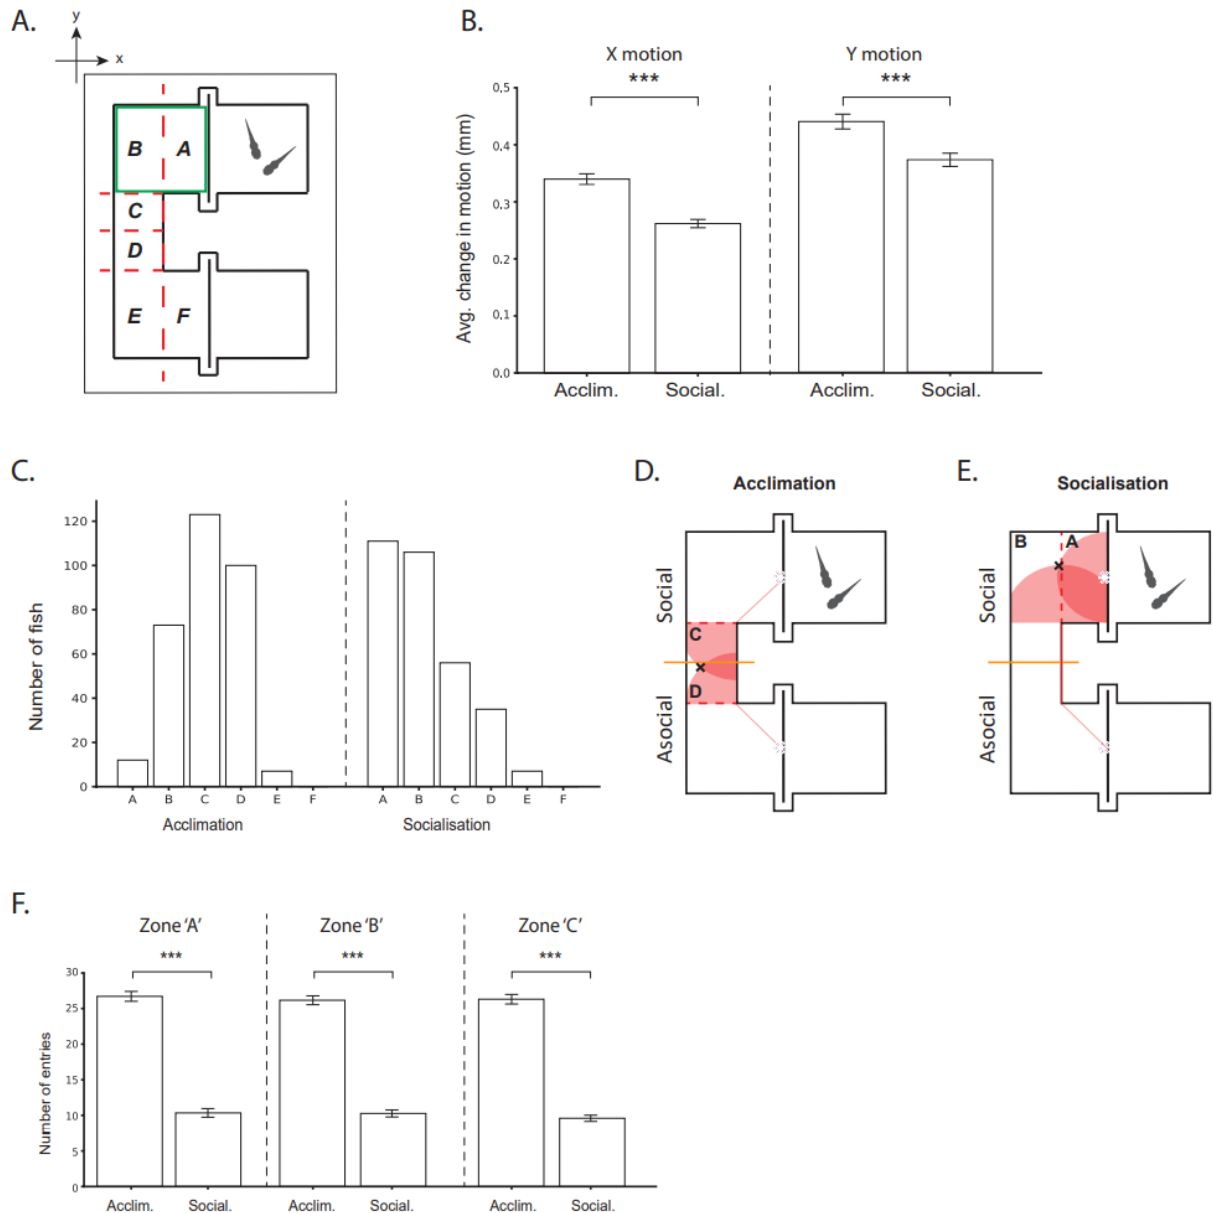 A.
y
x
B A
C
D
E F
B.
X motion
***
Y motion
***
Avg. change in motion (mm)
0.5
0.4
0.3
0.2
0.1
0.0
Acclim. Social. Acclim. Social.
C.
Number of fish
120
100
80
60
40
20
0
A B C D E F A B C D E F
Acclimation Socialisation
D.
Acclimation
Social
Asocial
C
D
E.
Socialisation
Social
Asocial
B A
F.
Zone 'A' Zone 'B' Zone 'C'
*** *** ***
Number of entries
30
25
20
15
10
5
0
Acclim. Social. Acclim. Social. Acclim. Social.